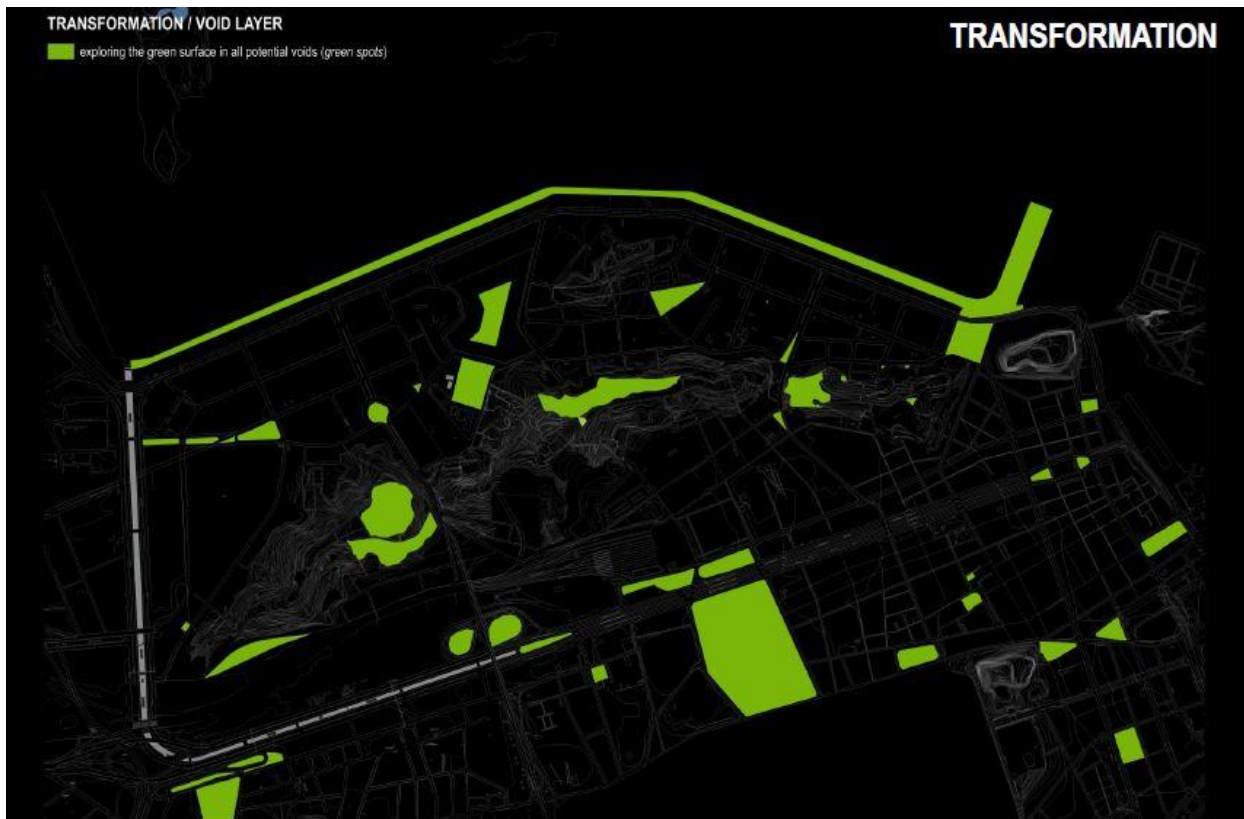 TRANSFORMATION / VOID LAYER
TRANSFORMATION
exploring the green surface in all potential voids (green spots)